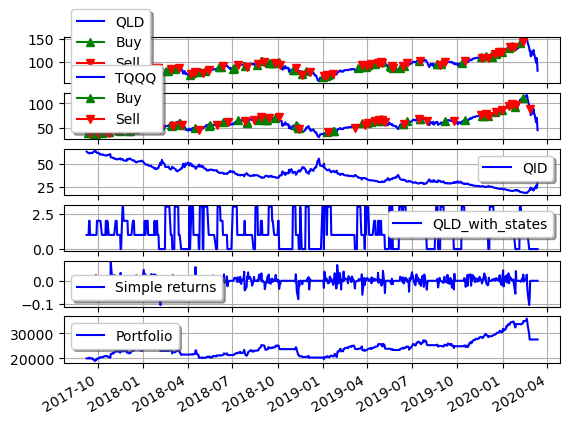 QLD
Buy
Sell
150
100
TQQQ
Buy
Sell
100
50
QID
50
25
QLD_with_states
2.5
0.0
Simple returns
0.0
−0.1
Portfolio
30000
20000
2017-10
2018-01
2018-04
2018-07
2018-10
2019-01
2019-04
2019-07
2019-10
2020-01
2020-04